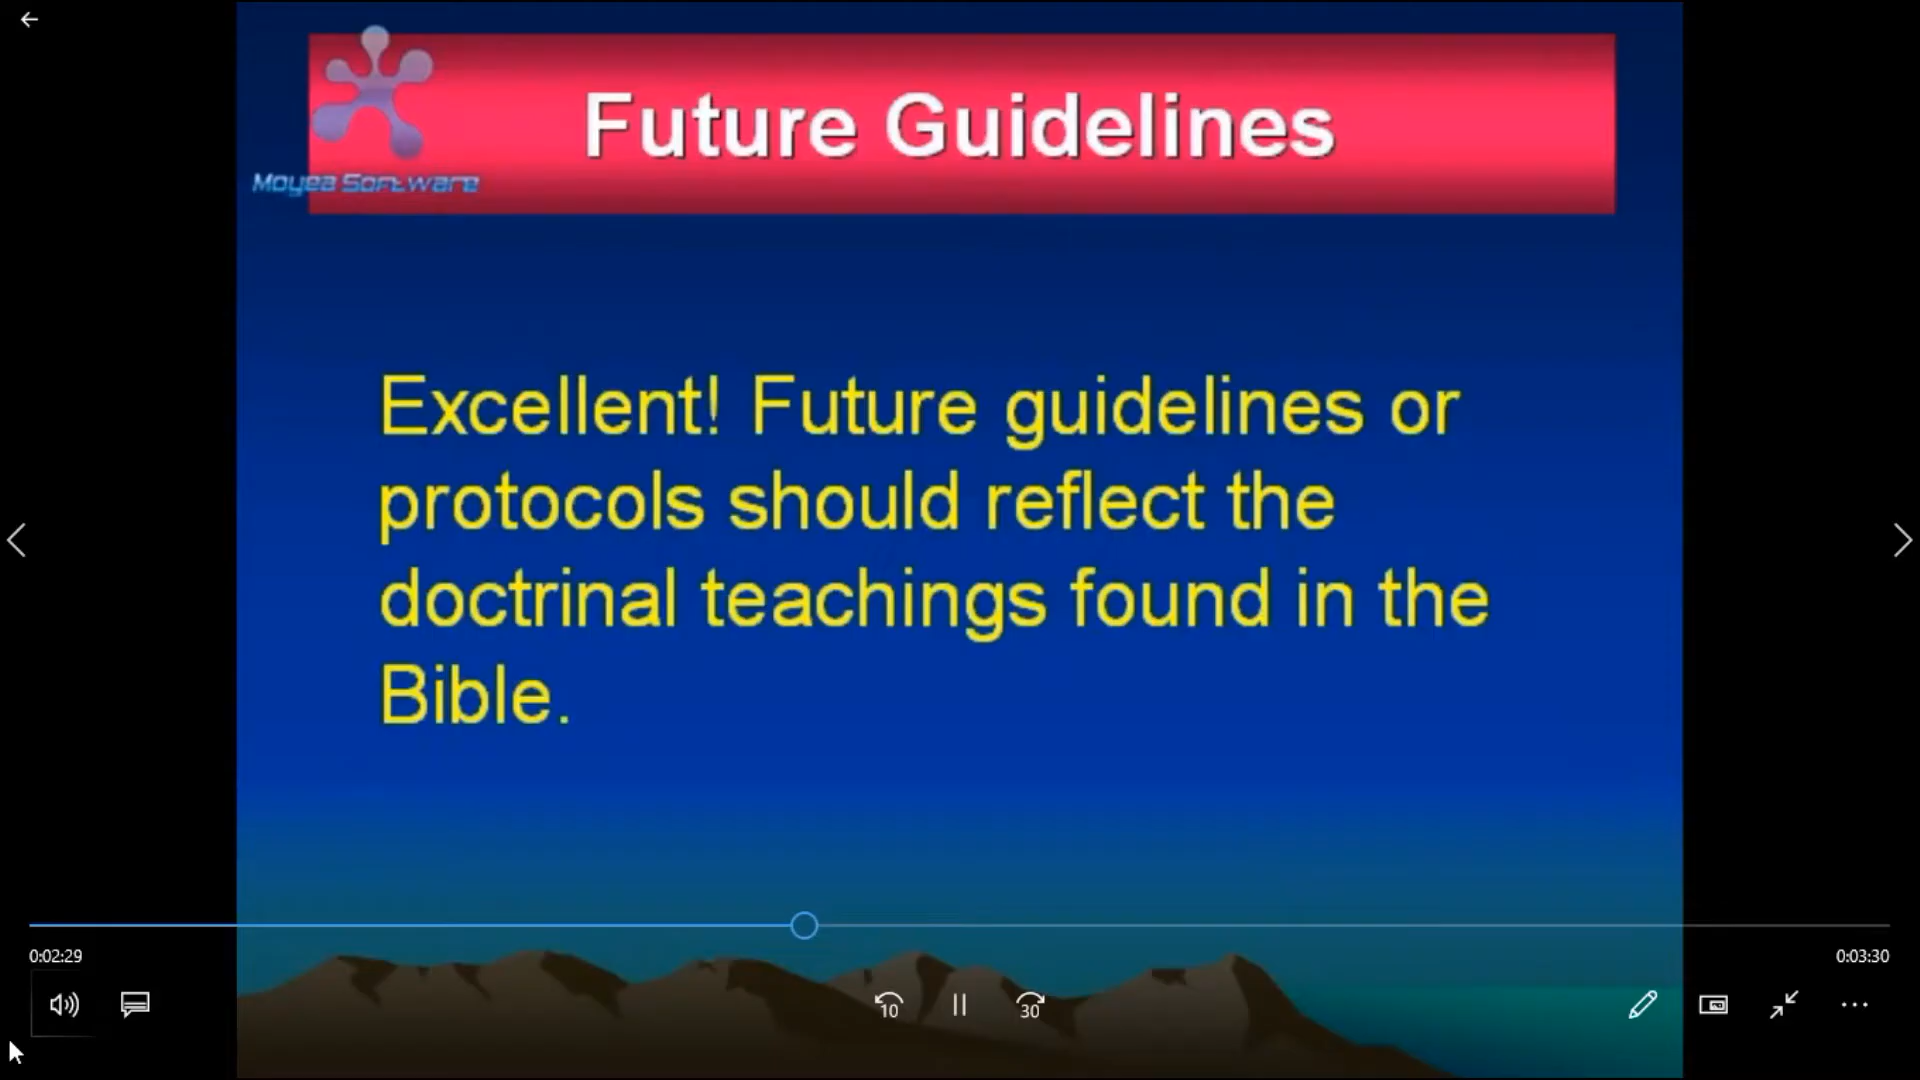 Future Guidelines
Moyea Software
Excellent! Future guidelines or
protocols should reflect the
doctrinal teachings found in the
Bible.
0:02:29
0:03:30
10
30